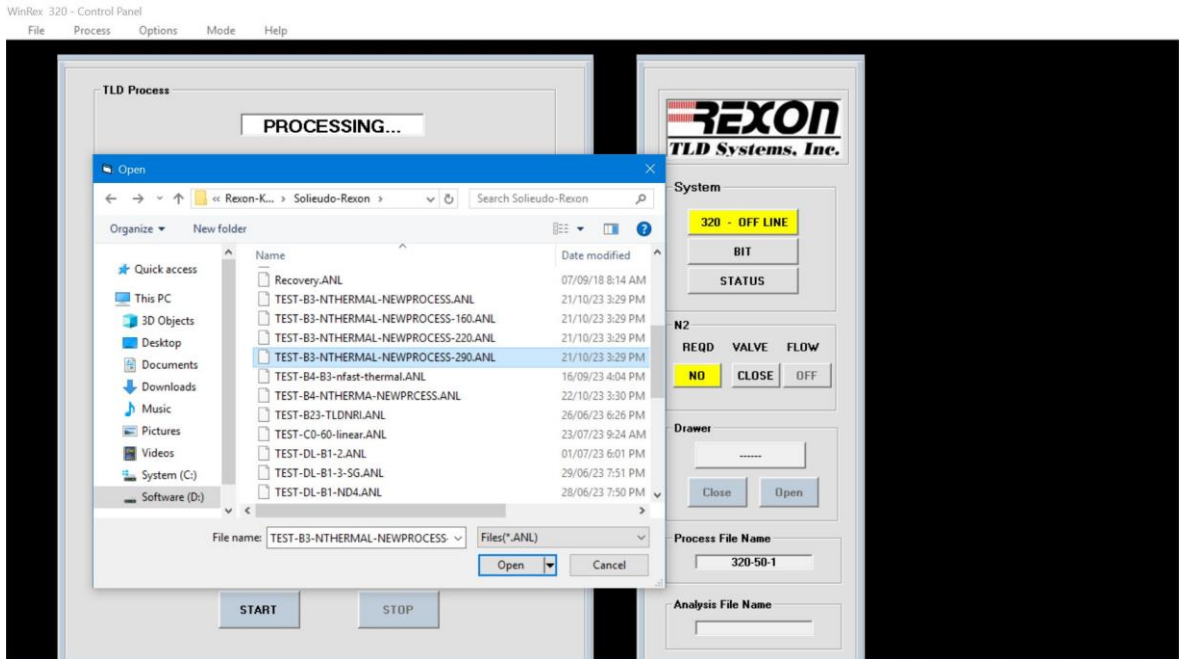 WinRex 320 - Control Panel
File Process Options Mode Help
TLD Process
PROCESSING...
Open
« Rexon-K... › Solieudo-Rexon ›
Search Solieudo-Rexon
Organize New folder
Name Date modified
Quick access
This PC
3D Objects
Desktop
Documents
Downloads
Music
Pictures
Videos
System (C:)
Software (D:)
Recovery.ANL 07/09/18 8:14 AM
TEST-B3-NTHERMAL-NEWPROCESS.ANL 21/10/23 3:29 PM
TEST-B3-NTHERMAL-NEWPROCESS-160.ANL 21/10/23 3:29 PM
TEST-B3-NTHERMAL-NEWPROCESS-220.ANL 21/10/23 3:29 PM
TEST-B3-NTHERMAL-NEWPROCESS-290.ANL 21/10/23 3:29 PM
TEST-B4-B3-nfast-thermal.ANL 16/09/23 4:04 PM
TEST-B4-NTHERMA-NEWPRCESS.ANL 22/10/23 3:30 PM
TEST-B23-TLDNRI.ANL 26/06/23 6:26 PM
TEST-C0-60-linear.ANL 23/07/23 9:24 AM
TEST-DL-B1-2.ANL 01/07/23 6:01 PM
TEST-DL-B1-3-SG.ANL 29/06/23 7:51 PM
TEST-DL-B1-ND4.ANL 28/06/23 7:50 PM
File name: TEST-B3-NTHERMAL-NEWPROCESS- Files(*.ANL)
Open Cancel
START STOP
REXON
TLD Systems, Inc.
System
320 - OFF LINE
BIT
STATUS
N2
REQD VALVE FLOW
NO CLOSE OFF
Drawer
------
Close Open
Process File Name
320-50-1
Analysis File Name